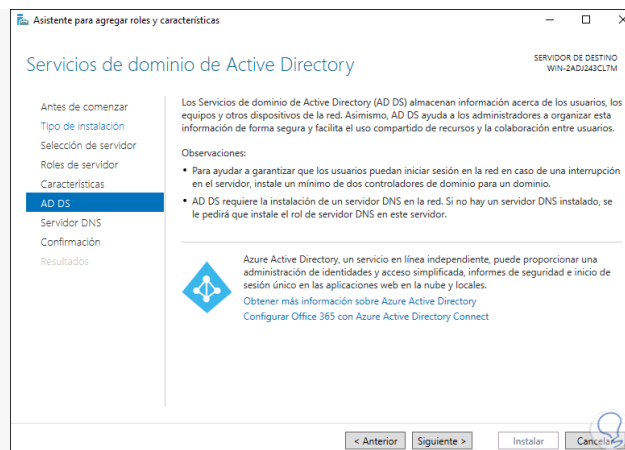 Asistente para agregar roles y características
Servicios de dominio de Active Directory
SERVIDOR DE DESTINO
WIN-2ADJ243CL7M
Antes de comenzar
Tipo de instalación
Selección de servidor
Roles de servidor
Características
AD DS
Servidor DNS
Confirmación
Resultados
Los Servicios de dominio de Active Directory (AD DS) almacenan información acerca de los usuarios, los
equipos y otros dispositivos de la red. Asimismo, AD DS ayuda a los administradores a organizar esta
información de forma segura y facilita el uso compartido de recursos y la colaboración entre usuarios.
Observaciones:
• Para ayudar a garantizar que los usuarios puedan iniciar sesión en la red en caso de una interrupción
en el servidor, instale un mínimo de dos controladores de dominio para un dominio.
• AD DS requiere la instalación de un servidor DNS en la red. Si no hay un servidor DNS instalado, se
le pedirá que instale el rol de servidor DNS en este servidor.
Azure Active Directory, un servicio en línea independiente, puede proporcionar una
administración de identidades y acceso simplificada, informes de seguridad e inicio de
sesión único en las aplicaciones web en la nube y locales.
Obtener más información sobre Azure Active Directory
Configurar Office 365 con Azure Active Directory Connect
< Anterior
Siguiente >
Instalar
Cancelar